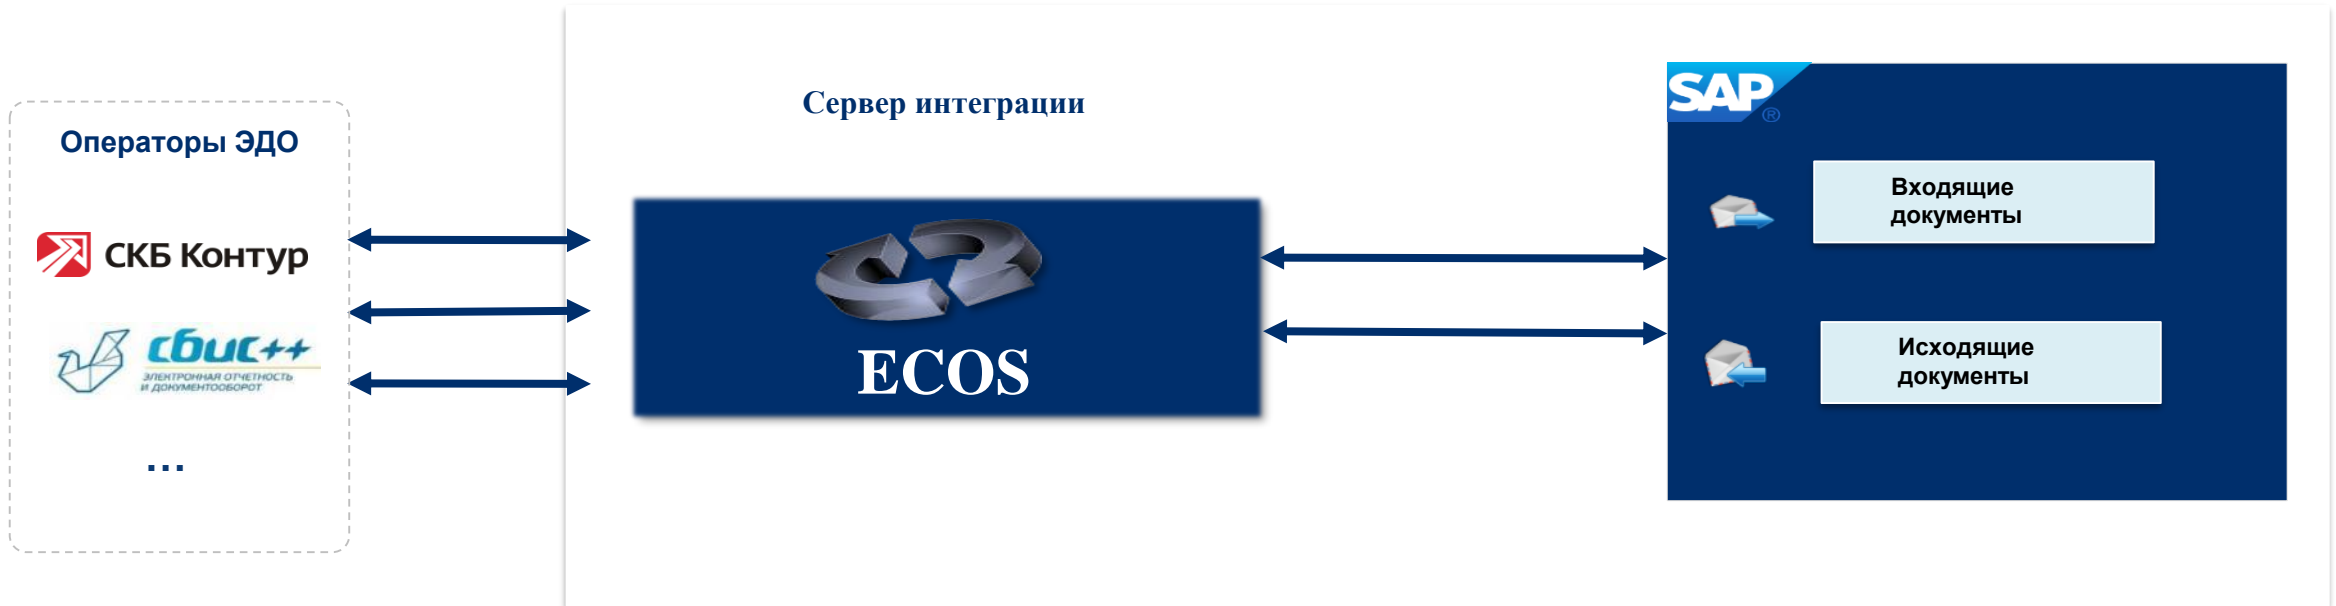 Операторы ЭДО
СКБ Контур
сбис++
ЭЛЕКТРОННАЯ ОТЧЕТНОСТЬ
И ДОКУМЕНТООБОРОТ
...
Сервер интеграции
ECOS
SAP ®
Входящие
документы
Исходящие
документы